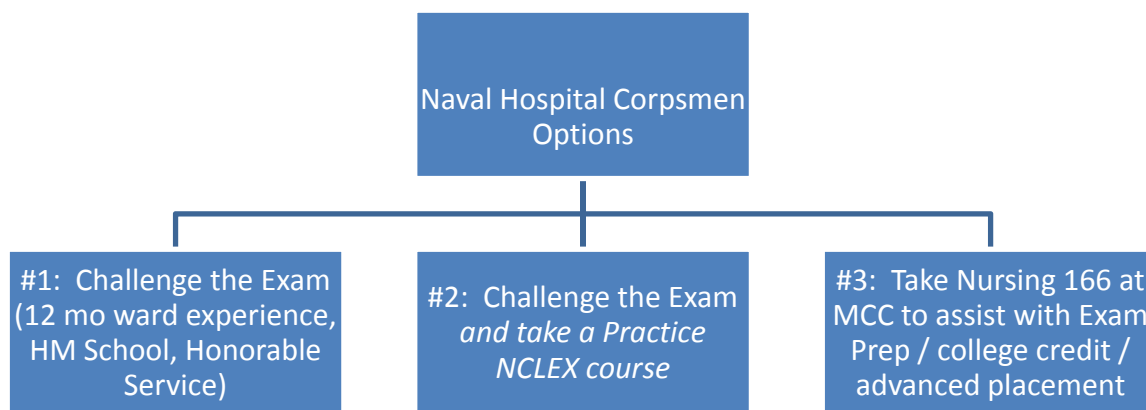 Naval Hospital Corpsmen
Options
#1:  Challenge the Exam
(12 mo ward experience,
HM School, Honorable
Service)
#2:  Challenge the Exam
and take a Practice
NCLEX course
#3:  Take Nursing 166 at
MCC to assist with Exam
Prep / college credit /
advanced placement